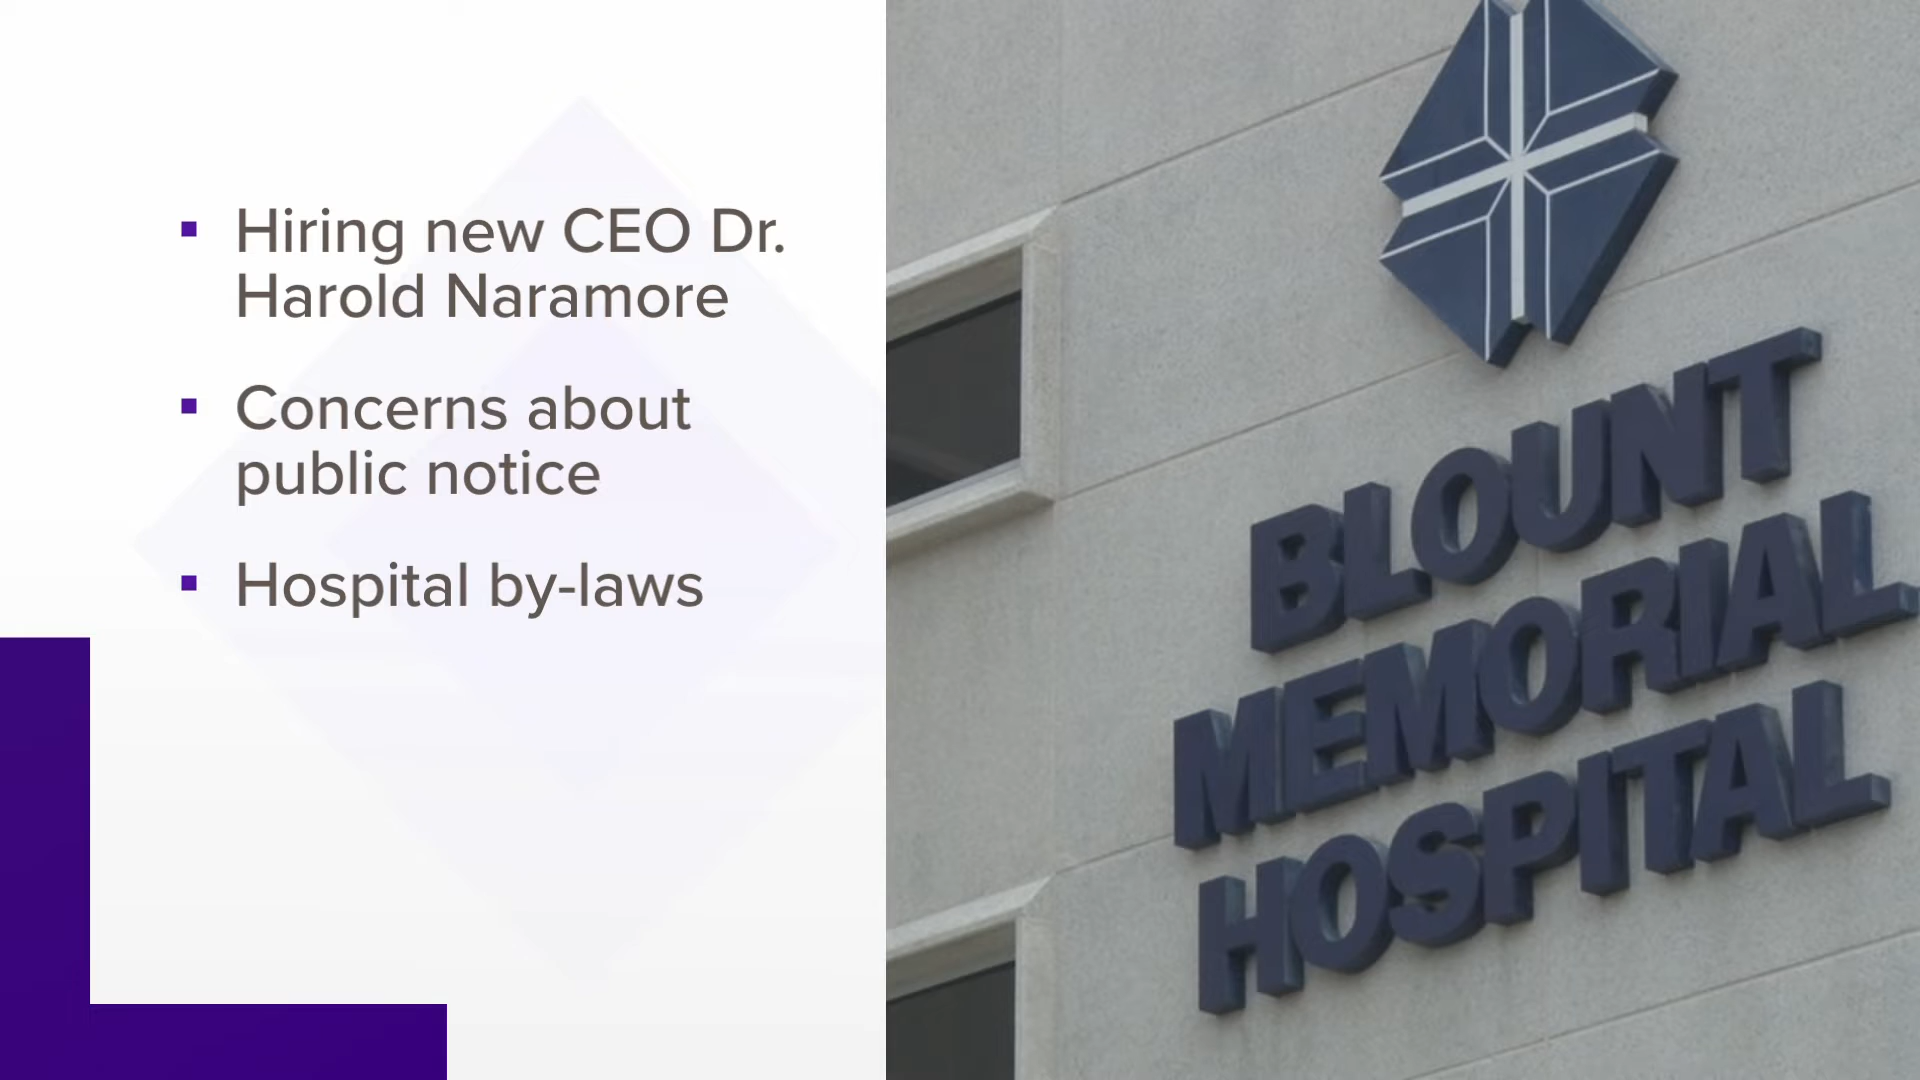 Hiring new CEO Dr.
Harold Naramore
Concerns about
public notice
Hospital by-laws
BLOUNT
MEMORIAL
HOSPITAL